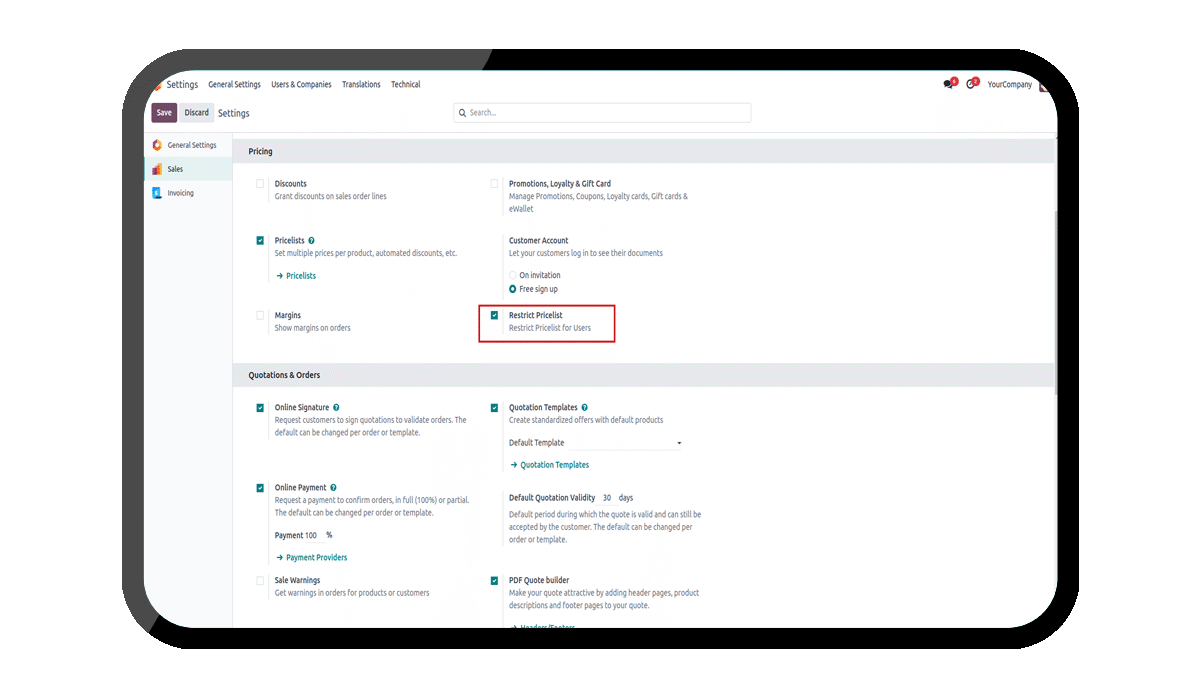 Settings General Settings Users & Companies Translations Technical 6 2 YourCompany
Save Discard Settings Search...
General Settings
Sales
Invoicing
Pricing
Discounts
Grant discounts on sales order lines
Promotions, Loyalty & Gift Card
Manage Promotions, Coupons, Loyalty cards, Gift cards &
eWallet
Pricelists ?
Set multiple prices per product, automated discounts, etc.
→ Pricelists
Customer Account
Let your customers log in to see their documents
On invitation
Free sign up
Margins
Show margins on orders
Restrict Pricelist
Restrict Pricelist for Users
Quotations & Orders
Online Signature ?
Request customers to sign quotations to validate orders. The
default can be changed per order or template.
Quotation Templates ?
Create standardized offers with default products
Default Template
→ Quotation Templates
Online Payment ?
Request a payment to confirm orders, in full (100%) or partial.
The default can be changed per order or template.
Payment 100 %
→ Payment Providers
Default Quotation Validity 30 days
Default period during which the quote is valid and can still be
accepted by the customer. The default can be changed per
order or template.
Sale Warnings
Get warnings in orders for products or customers
PDF Quote builder
Make your quote attractive by adding header pages, product
descriptions and footer pages to your quote.
→ Headers/Footers